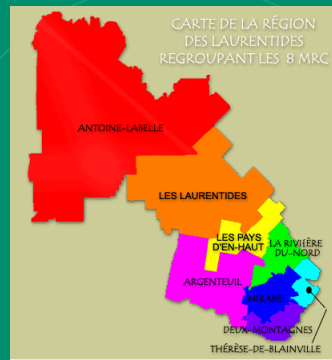 CARTE DE LA RÉGION
DES LAURENTIDES
REGROUPANT LES 8 MRC
ANTOINE-LABELLE
LES LAURENTIDES
LES PAYS
D'EN-HAUT
LA RIVIÈRE
DU-NORD
ARGENTEUIL
MIRABEL
DEUX-MONTAGNES
THÉRÈSE-DE-BLAINVILLE